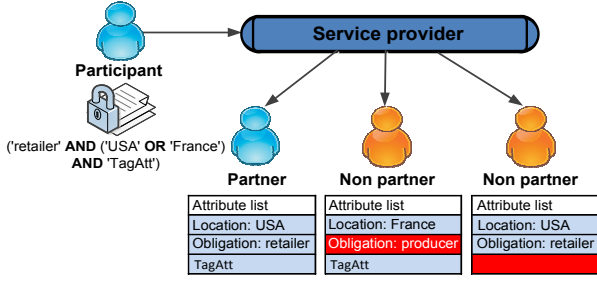 Service provider
Participant
('retailer' AND ('USA' OR 'France')
AND 'TagAtt')
Partner
Non partner
Non partner
Attribute list
Location: USA
Obligation: retailer
TagAtt
Attribute list
Location: France
Obligation: producer
TagAtt
Attribute list
Location: USA
Obligation: retailer